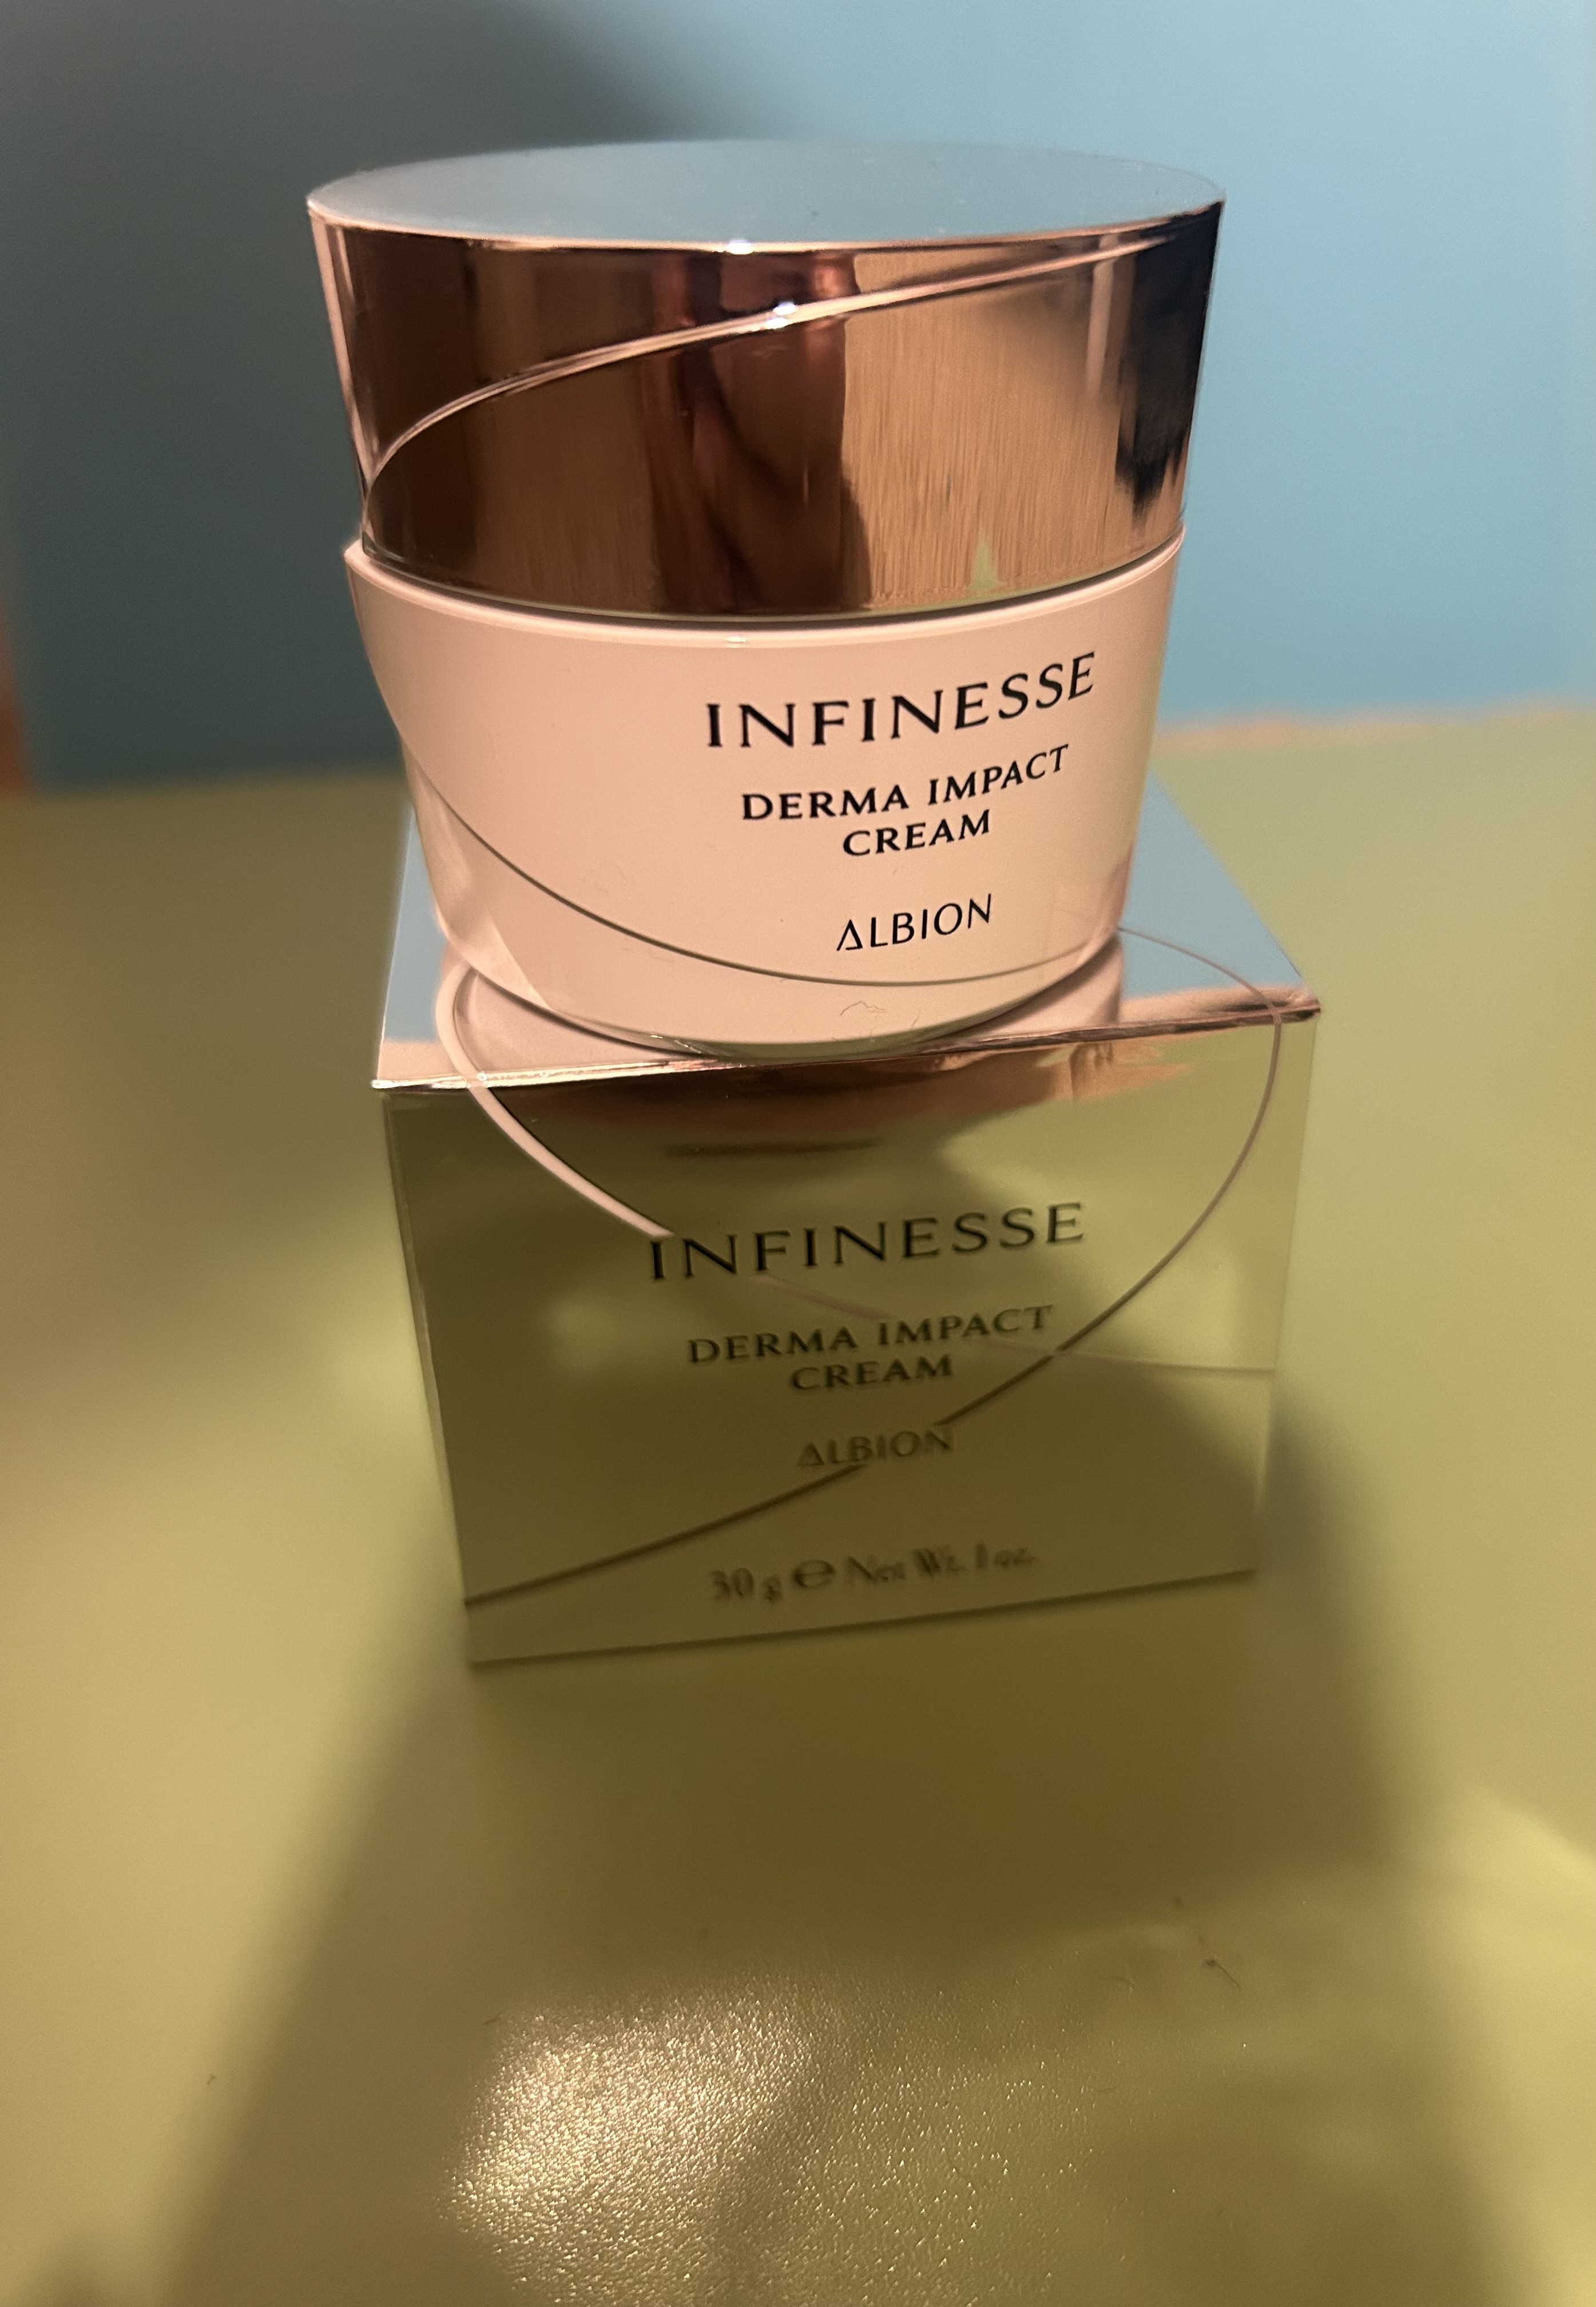 INFINESSE
DERMA IMPACT
CREAM
ALBION
INFINESSE
DERMA IMPACT
CREAM
ALBION
30 g ℮ Net Wt. 1 oz.